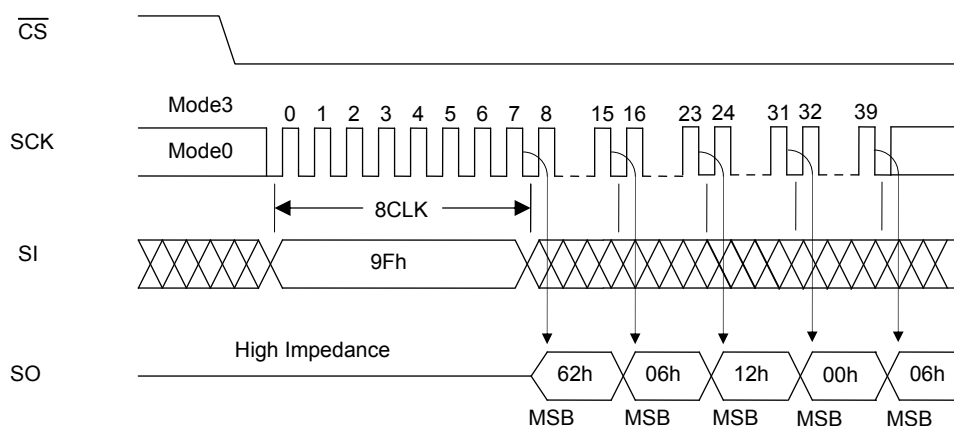 CS
Mode3
0 1 2 3 4 5 6 7 8 15 16 23 24 31 32 39
SCK
Mode0
8CLK
SI
9Fh
High Impedance
SO
62h 06h 12h 00h 06h
MSB MSB MSB MSB MSB